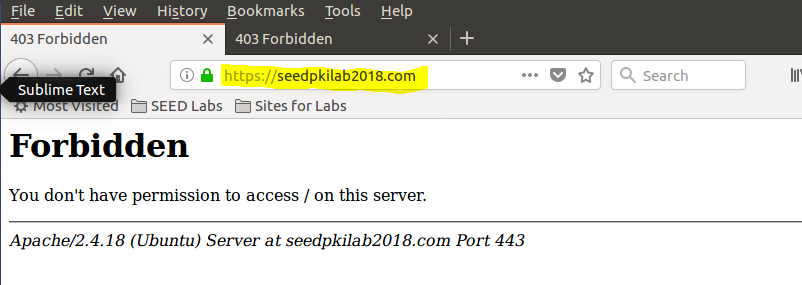 File Edit View History Bookmarks Tools Help
403 Forbidden 403 Forbidden
https://seedpkilab2018.com Search
Sublime Text
Most Visited SEED Labs Sites for Labs
Forbidden
You don't have permission to access / on this server.
Apache/2.4.18 (Ubuntu) Server at seedpkilab2018.com Port 443